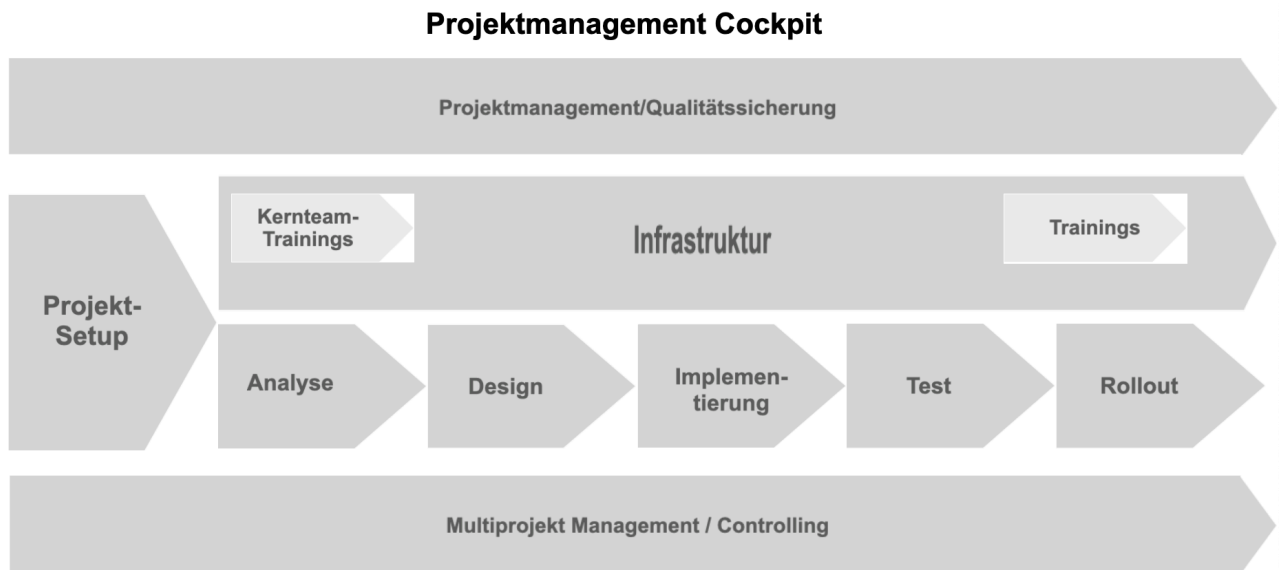 Projektmanagement Cockpit
Projektmanagement/Qualitätssicherung
Kernteam-
Trainings
Infrastruktur
Trainings
Projekt-
Setup
Analyse
Design
Implemen-
tierung
Test
Rollout
Multiprojekt Management / Controlling